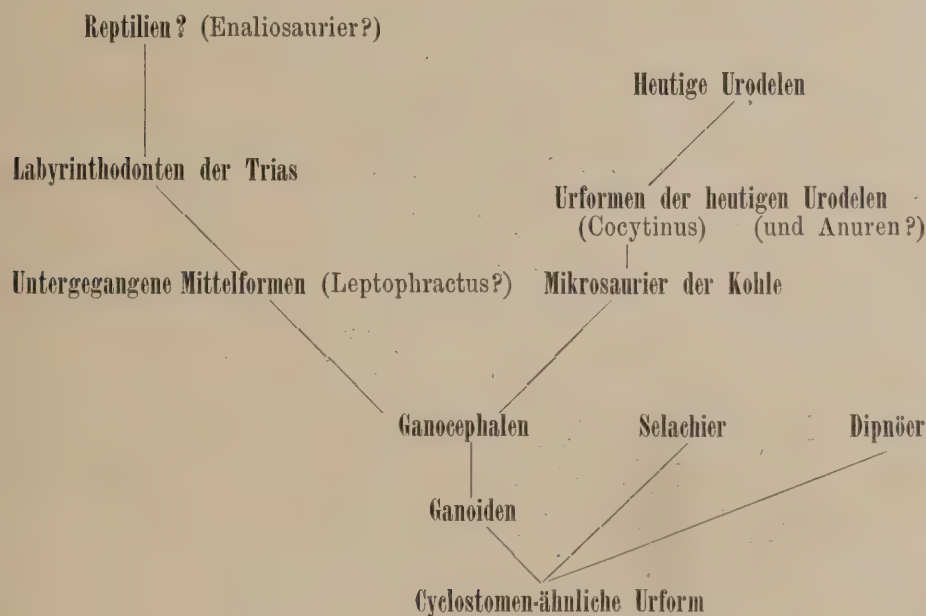 Reptilien? (Enaliosaurier?)
Heutige Urodelen
Labyrinthodonten der Trias
Urformen der heutigen Urodelen
(Cocytinus) (und Anuren?)
Untergegangene Mittelformen (Leptophractus?) Mikrosaurier der Kohle
Ganocephalen Selachier Dipnöer
Ganoiden
Cyclostomen-ähnliche Urform